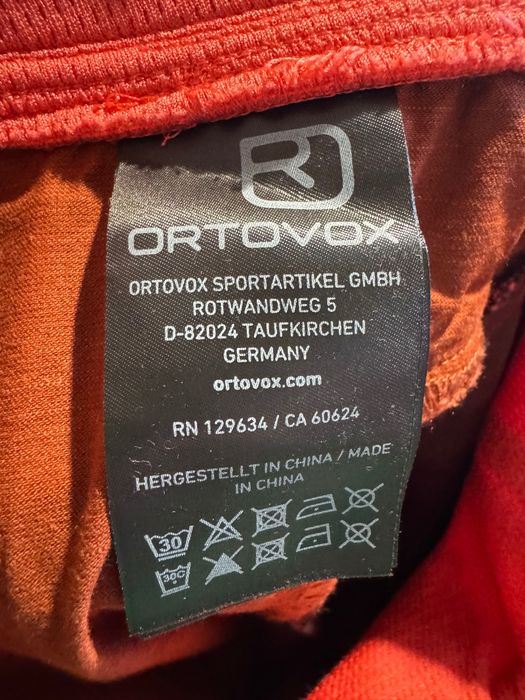 R
ORTOVOX
ORTOVOX SPORTARTIKEL GMBH
ROTWANDWEG 5
D-82024 TAUFKIRCHEN
GERMANY
ortovox.com
RN 129634 / CA 60624
HERGESTELLT IN CHINA / MADE
IN CHINA
30
30C